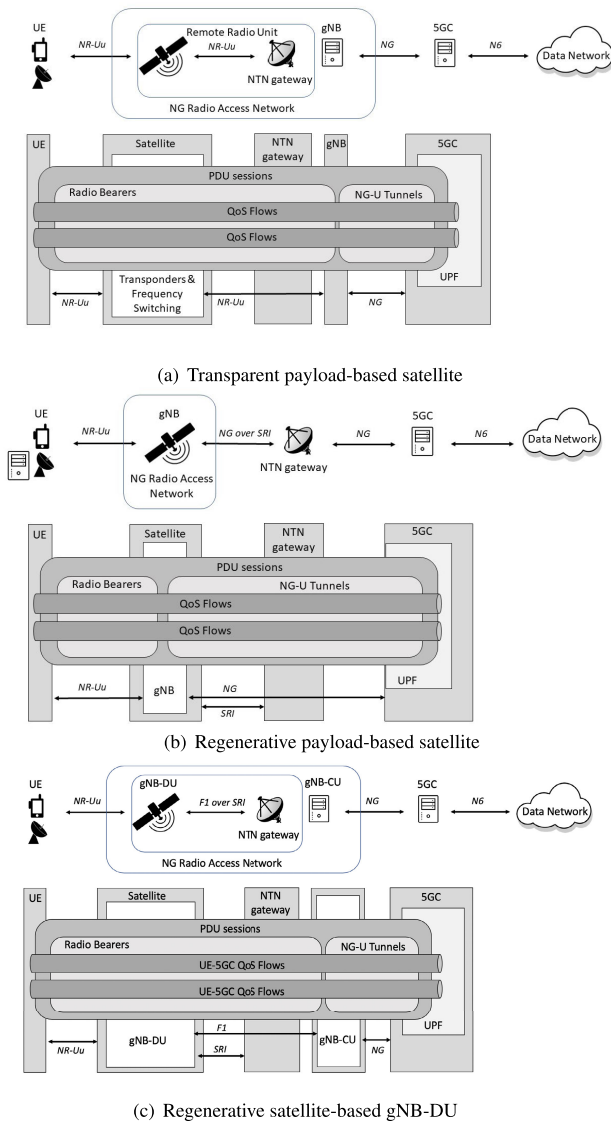 UE
Remote Radio Unit
gNB
5GC
NR-Uu
NR-Uu
NG
N6
Data Network
NTN gateway
NG Radio Access Network
UE
Satellite
NTN
gateway
gNB
5GC
PDU sessions
Radio Bearers
NG-U Tunnels
QoS Flows
QoS Flows
Transponders &
Frequency
Switching
UPF
NR-Uu
NR-Uu
NG
(a) Transparent payload-based satellite
UE
gNB
5GC
NR-Uu
NG over SRI
NG
N6
Data Network
NTN gateway
NG Radio Access
Network
UE
Satellite
NTN
gateway
5GC
PDU sessions
Radio Bearers
NG-U Tunnels
QoS Flows
QoS Flows
UPF
NR-Uu
gNB
NG
SRI
(b) Regenerative payload-based satellite
UE
gNB-DU
gNB-CU
5GC
NR-Uu
F1 over SRI
NG
N6
Data Network
NTN gateway
NG Radio Access Network
UE
Satellite
NTN
gateway
5GC
PDU sessions
Radio Bearers
NG-U Tunnels
UE-5GC QoS Flows
UE-5GC QoS Flows
UPF
F1
gNB-DU
gNB-CU
NR-Uu
SRI
NG
(c) Regenerative satellite-based gNB-DU